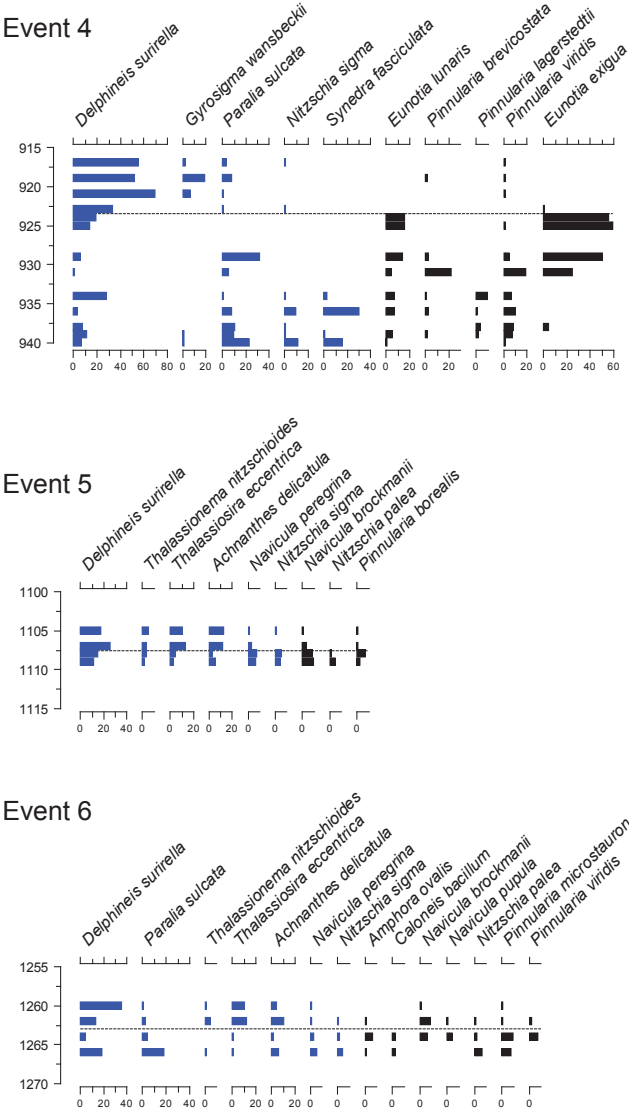 Event 4
Delphineis surirella
Gyrosigma wansbeckii
Paralia sulcata
Nitzschia sigma
Synedra fasciculata
Eunotia lunaris
Pinnularia brevicostata
Pinnularia lagerstedtii
Pinnularia viridis
Eunotia exigua
915
920
925
930
935
940
0 20 40 60 80 0 20 0 20 40 0 20 0 20 40 0 20 0 20 0 0 20 0 20 40 60
Event 5
Delphineis surirella
Thalassionema nitzschioides
Thalassiosira eccentrica
Achnanthes delicatula
Navicula peregrina
Nitzschia sigma
Navicula brockmanii
Nitzschia palea
Pinnularia borealis
1100
1105
1110
1115
0 20 40 0 0 20 0 20 0 0 0 0 0
Event 6
Delphineis surirella
Paralia sulcata
Thalassionema nitzschioides
Thalassiosira eccentrica
Achnanthes delicatula
Navicula peregrina
Nitzschia sigma
Amphora ovalis
Caloneis bacillum
Navicula brockmanii
Navicula pupula
Nitzschia palea
Pinnularia microstauron
Pinnularia viridis
1255
1260
1265
1270
0 20 40 0 20 0 0 20 0 20 0 0 0 0 0 0 0 0 0